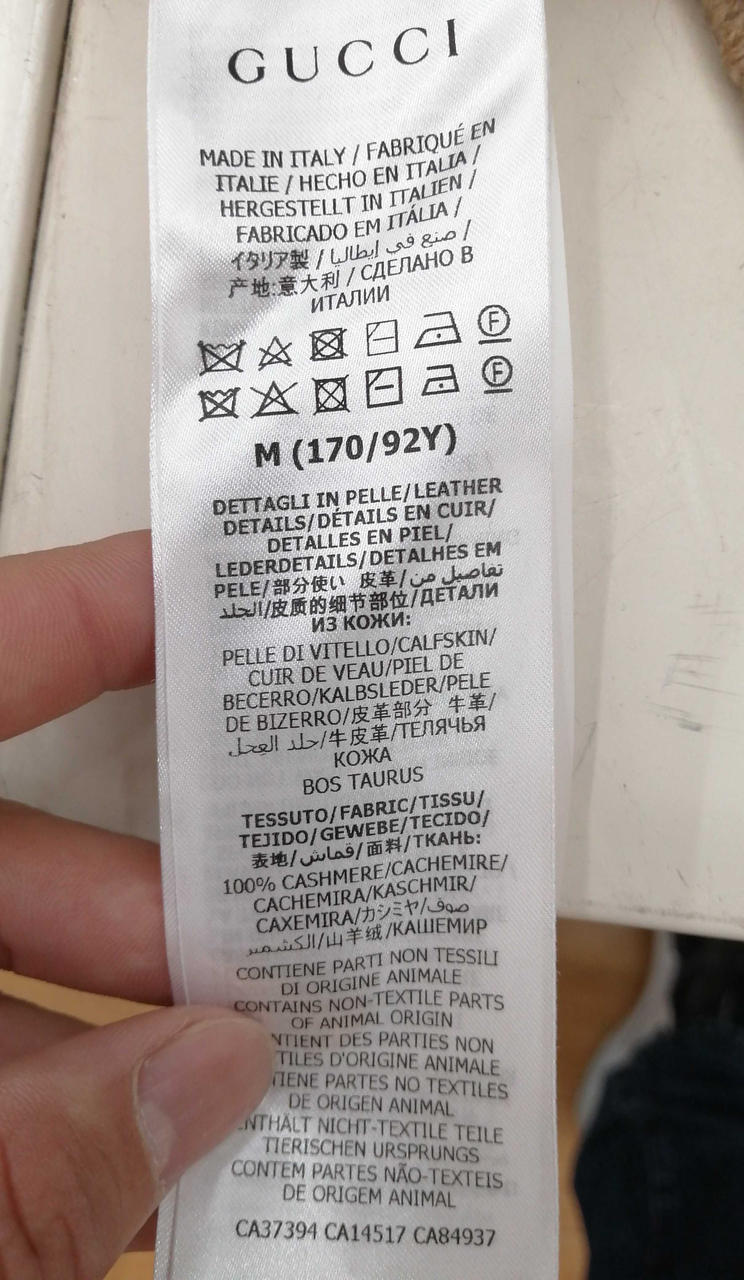 GUCCI
MADE IN ITALY / FABRIQUÉ EN
ITALIE / HECHO EN ITALIA /
HERGESTELLT IN ITALIEN /
FABRICADO EM ITÁLIA /
イタリア製 / صنع في إيطاليا /
产地:意大利 / СДЕЛАНО В
ИТАЛИИ
F
F
M (170/92Y)
DETTAGLI IN PELLE/LEATHER
DETAILS/DÉTAILS EN CUIR/
DETALLES EN PIEL/
LEDERDETAILS/DETALHES EM
PELE/部分使い 皮革/تفاصيل من
الجلد/皮质的细节部位/ДЕТАЛИ
ИЗ КОЖИ:
PELLE DI VITELLO/CALFSKIN/
CUIR DE VEAU/PIEL DE
BECERRO/KALBSLEDER/PELE
DE BIZERRO/皮革部分 牛革/
جلد العجل/牛皮革/ТЕЛЯЧЬЯ
КОЖА
BOS TAURUS
TESSUTO/FABRIC/TISSU/
TEJIDO/GEWEBE/TECIDO/
表地/قماش/面料/ТКАНЬ:
100% CASHMERE/CACHEMIRE/
CACHEMIRA/KASCHMIR/
CAXEMIRA/カシミヤ/صوف
الكشمير/山羊绒/КАШЕМИР
CONTIENE PARTI NON TESSILI
DI ORIGINE ANIMALE
CONTAINS NON-TEXTILE PARTS
OF ANIMAL ORIGIN
NTIENT DES PARTIES NON
TILES D'ORIGINE ANIMALE
TIENE PARTES NO TEXTILES
DE ORIGEN ANIMAL
ENTHÄLT NICHT-TEXTILE TEILE
TIERISCHEN URSPRUNGS
CONTEM PARTES NÃO-TEXTEIS
DE ORIGEM ANIMAL
CA37394 CA14517 CA84937